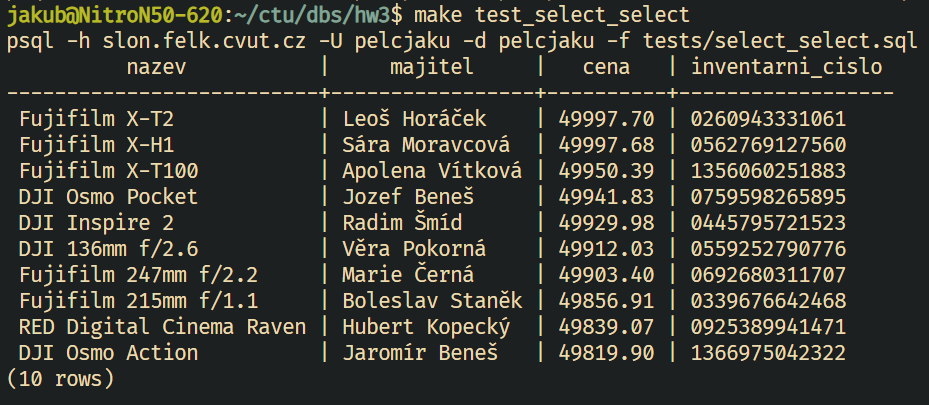 jakub@NitroN50-620:~/ctu/dbs/hw3$ make test_select_select
psql -h slon.felk.cvut.cz -U pelcjaku -d pelcjaku -f tests/select_select.sql
          nazev            |     majitel     |   cena   | inventarni_cislo
---------------------------+-----------------+----------+------------------
 Fujifilm X-T2             | Leoš Horáček    | 49997.70 | 0260943331061
 Fujifilm X-H1             | Sára Moravcová  | 49997.68 | 0562769127560
 Fujifilm X-T100           | Apolena Vítková | 49950.39 | 1356060251883
 DJI Osmo Pocket           | Jozef Beneš     | 49941.83 | 0759598265895
 DJI Inspire 2             | Radim Šmíd      | 49929.98 | 0445795721523
 DJI 136mm f/2.6           | Věra Pokorná    | 49912.03 | 0559252790776
 Fujifilm 247mm f/2.2      | Marie Černá     | 49903.40 | 0692680311707
 Fujifilm 215mm f/1.1      | Boleslav Staněk | 49856.91 | 0339676642468
 RED Digital Cinema Raven  | Hubert Kopecký  | 49839.07 | 0925389941471
 DJI Osmo Action           | Jaromír Beneš   | 49819.90 | 1366975042322
(10 rows)